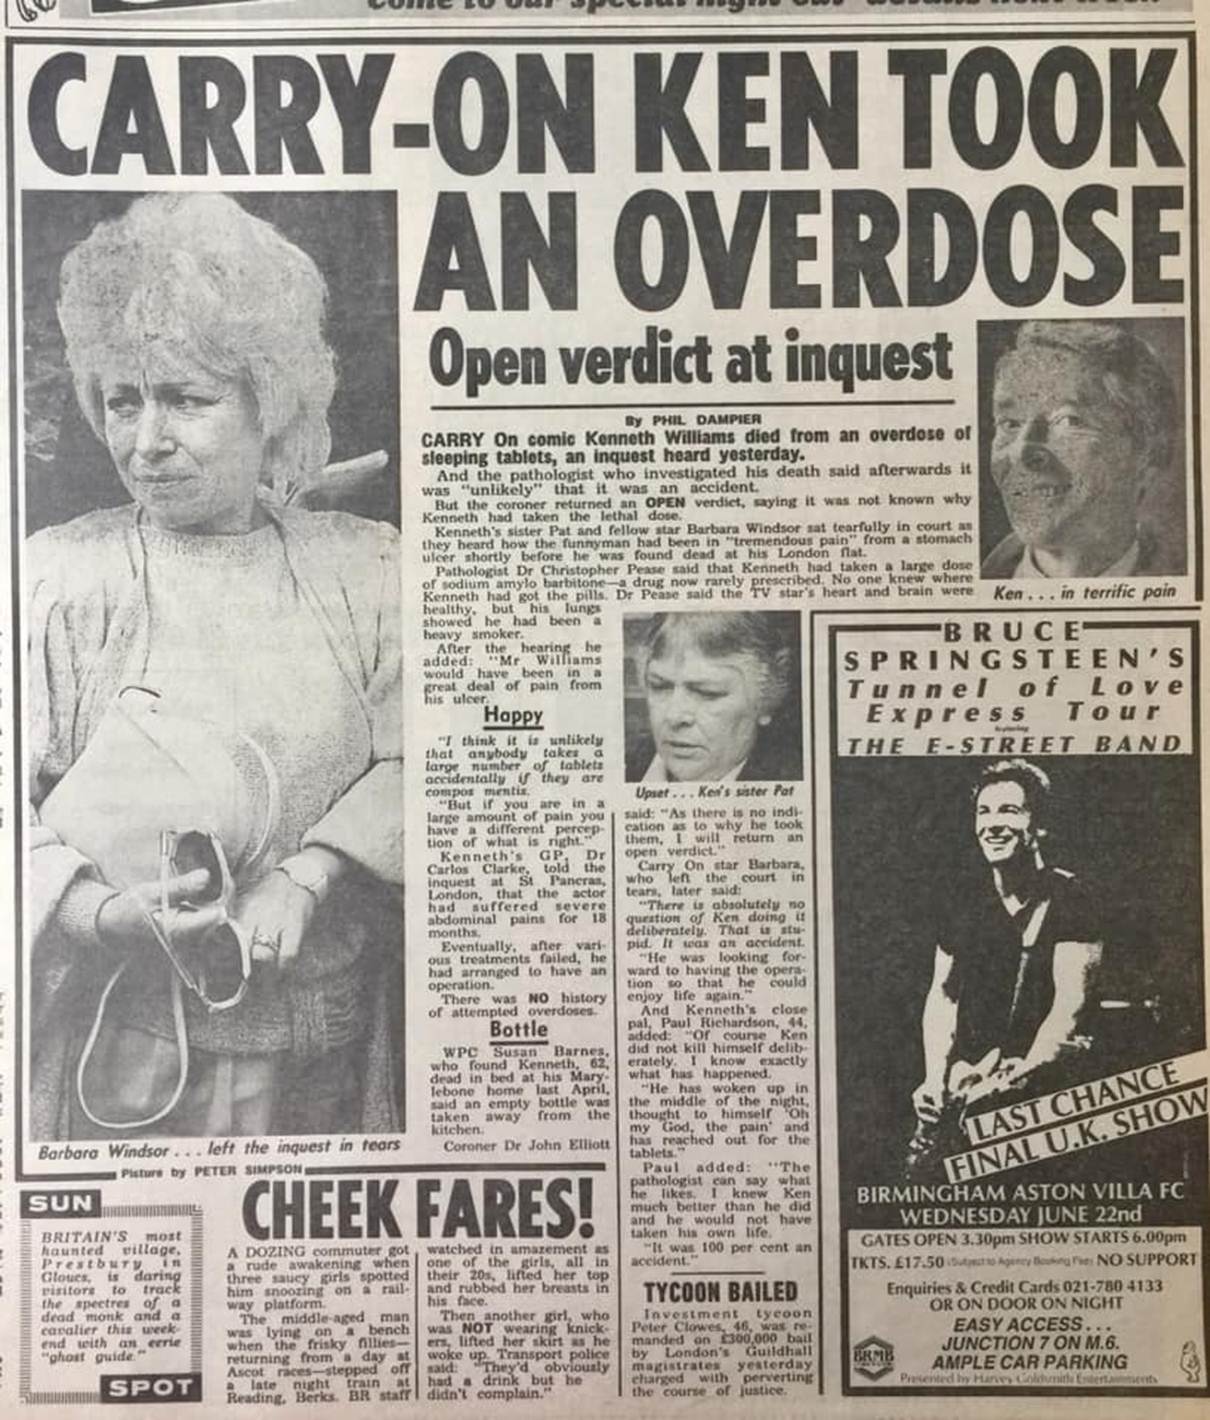 CARRY-ON KEN TOOK
AN OVERDOSE
Open verdict at inquest
By PHIL DAMPIER
CARRY On comic Kenneth Williams died from an overdose of
sleeping tablets, an inquest heard yesterday.
And the pathologist who investigated his death said afterwards it
was "unlikely" that it was an accident.
But the coroner returned an OPEN verdict, saying it was not known why
Kenneth had taken the lethal dose.
Kenneth's sister Pat and fellow star Barbara Windsor sat tearfully in court as
they heard how the funnyman had been in "tremendous pain" from a stomach
ulcer shortly before he was found dead at his London flat.
Pathologist Dr Christopher Pease said that Kenneth had taken a large dose
of sodium amylo barbitone—a drug now rarely prescribed. No one knew where
Kenneth had got the pills. Dr Pease said the TV star's heart and brain were
healthy, but his lungs
showed he had been a
heavy smoker.
After the hearing he
added: "Mr Williams
would have been in a
great deal of pain from
his ulcer.
Happy
"I think it is unlikely
that anybody takes a
large number of tablets
accidentally if they are
compos mentis.
"But if you are in a
large amount of pain you
have a different percep-
tion of what is right."
Kenneth's GP, Dr
Carlos Clarke, told the
inquest at St Pancras,
London, that the actor
had suffered severe
abdominal pains for 18
months.
Eventually, after vari-
ous treatments failed, he
had arranged to have an
operation.
There was NO history
of attempted overdoses.
Bottle
WPC Susan Barnes,
who found Kenneth, 62,
dead in bed at his Mary-
lebone home last April,
said an empty bottle was
taken away from the
kitchen.
Coroner Dr John Elliott
said: "As there is no indi-
cation as to why he took
them, I will return an
open verdict."
Carry On star Barbara,
who left the court in
tears, later said:
"There is absolutely no
question of Ken doing it
deliberately. That is stu-
pid. It was an accident.
"He was looking for-
ward to having the opera-
tion so that he could
enjoy life again."
And Kenneth's close
pal, Paul Richardson, 44,
added: "Of course Ken
did not kill himself delib-
erately. I know exactly
what has happened.
"He has woken up in
the middle of the night,
thought to himself 'Oh
my God, the pain' and
has reached out for the
tablets."
Paul added: "The
pathologist can say what
he likes. I knew Ken
much better than he did
and he would not have
taken his own life.
"It was 100 per cent an
accident."
Ken . . . in terrific pain
Upset . . . Ken's sister Pat
Barbara Windsor . . . left the inquest in tears
Picture by PETER SIMPSON
SUN
BRITAIN'S most
haunted village,
Prestbury in
Gloucs, is daring
visitors to track
the spectres of a
dead monk and a
cavalier this week-
end with an eerie
"ghost guide."
SPOT
CHEEK FARES!
A DOZING commuter got
a rude awakening when
three saucy girls spotted
him snoozing on a rail-
way platform.
The middle-aged man
was lying on a bench
when the frisky fillies—
returning from a day at
Ascot races—stepped off
a late night train at
Reading, Berks. BR staff
watched in amazement as
one of the girls, all in
their 20s, lifted her top
and rubbed her breasts in
his face.
Then another girl, who
was NOT wearing knick-
ers, lifted her skirt as he
woke up. Transport police
said: "They'd obviously
had a drink but he
didn't complain."
TYCOON BAILED
Investment tycoon
Peter Clowes, 46, was re-
manded on £300,000 bail
by London's Guildhall
magistrates yesterday
charged with perverting
the course of justice.
BRUCE
SPRINGSTEEN'S
Tunnel of Love
Express Tour
featuring
THE E-STREET BAND
LAST CHANCE
FINAL U.K. SHOW
BIRMINGHAM ASTON VILLA FC
WEDNESDAY JUNE 22nd
GATES OPEN 3.30pm SHOW STARTS 6.00pm
TKTS. £17.50 (Subject to Agency Booking Fee) NO SUPPORT
Enquiries & Credit Cards 021-780 4133
OR ON DOOR ON NIGHT
EASY ACCESS . . .
JUNCTION 7 ON M.6.
AMPLE CAR PARKING
BRMB
Presented by Harvey Goldsmith Entertainments